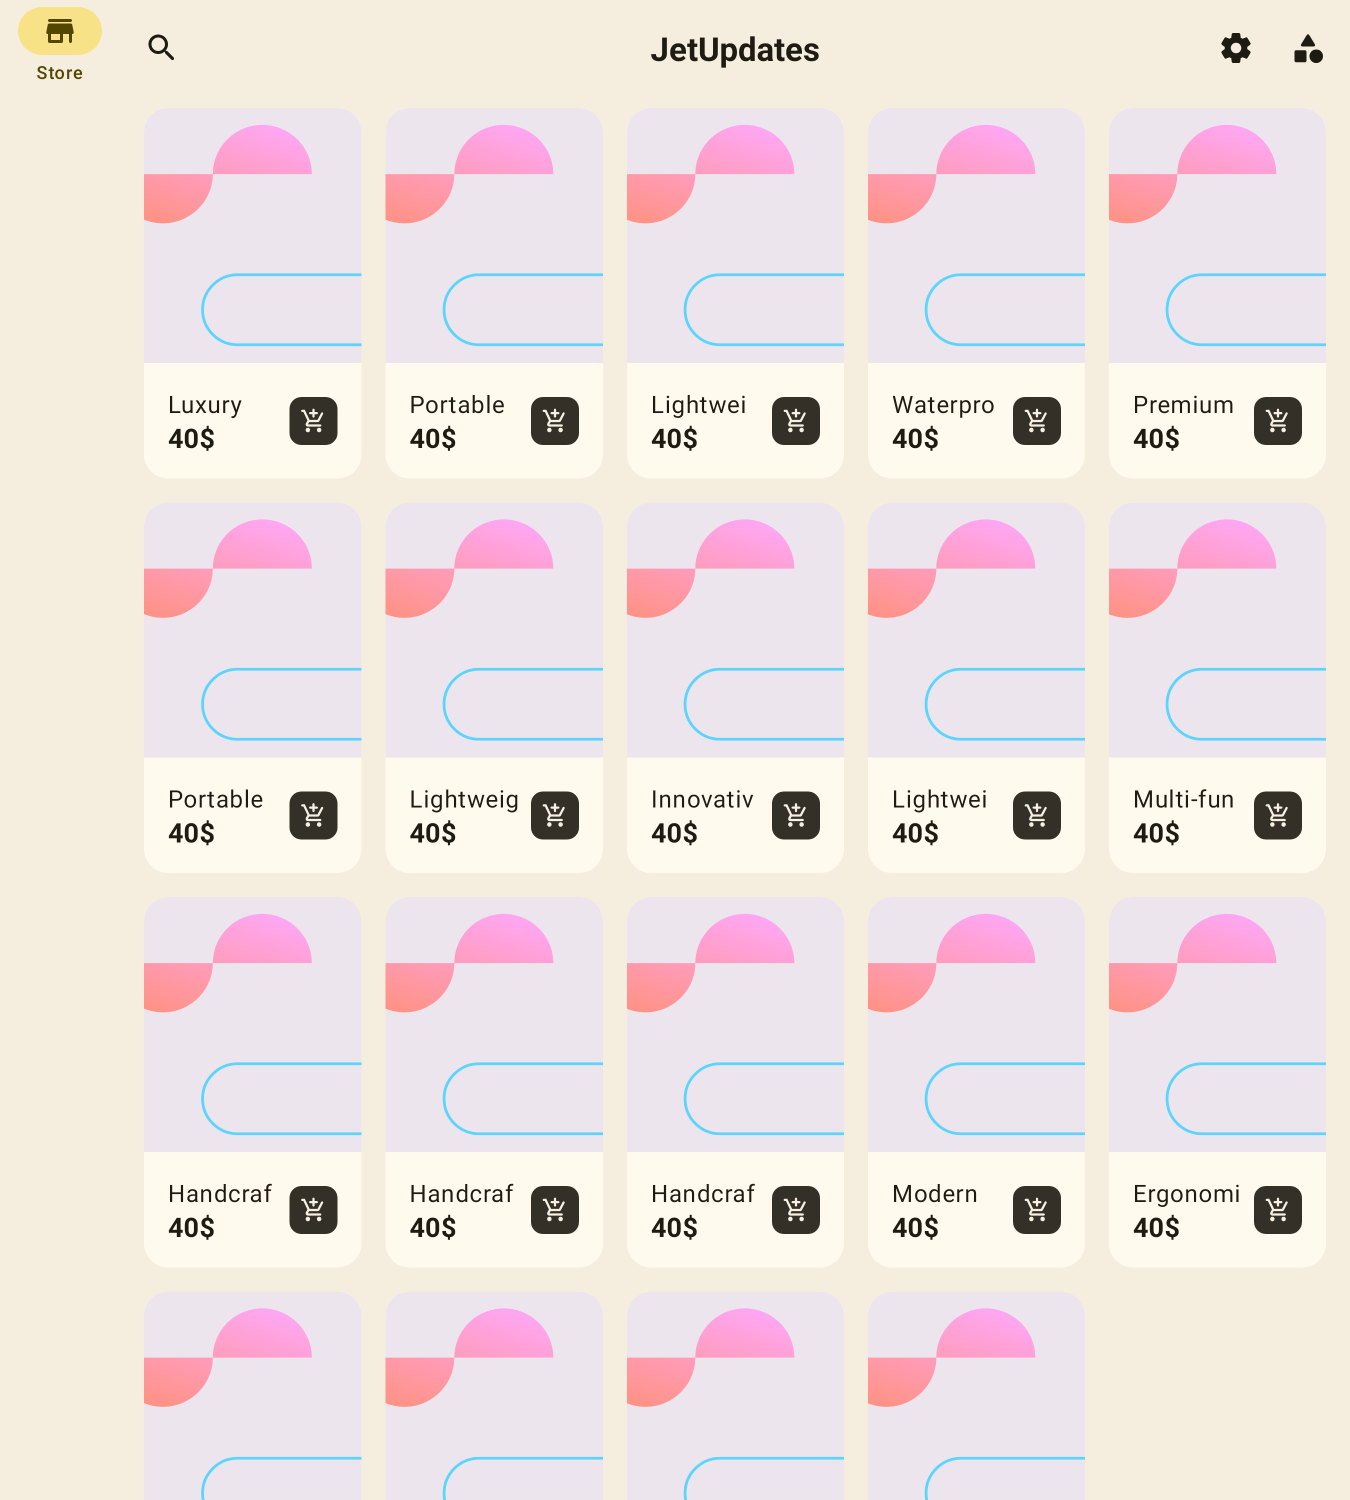 Store
JetUpdates
Luxury
40$
Portable
40$
Lightwei
40$
Waterpro
40$
Premium
40$
Portable
40$
Lightweig
40$
Innovativ
40$
Lightwei
40$
Multi-fun
40$
Handcraf
40$
Handcraf
40$
Handcraf
40$
Modern
40$
Ergonomi
40$